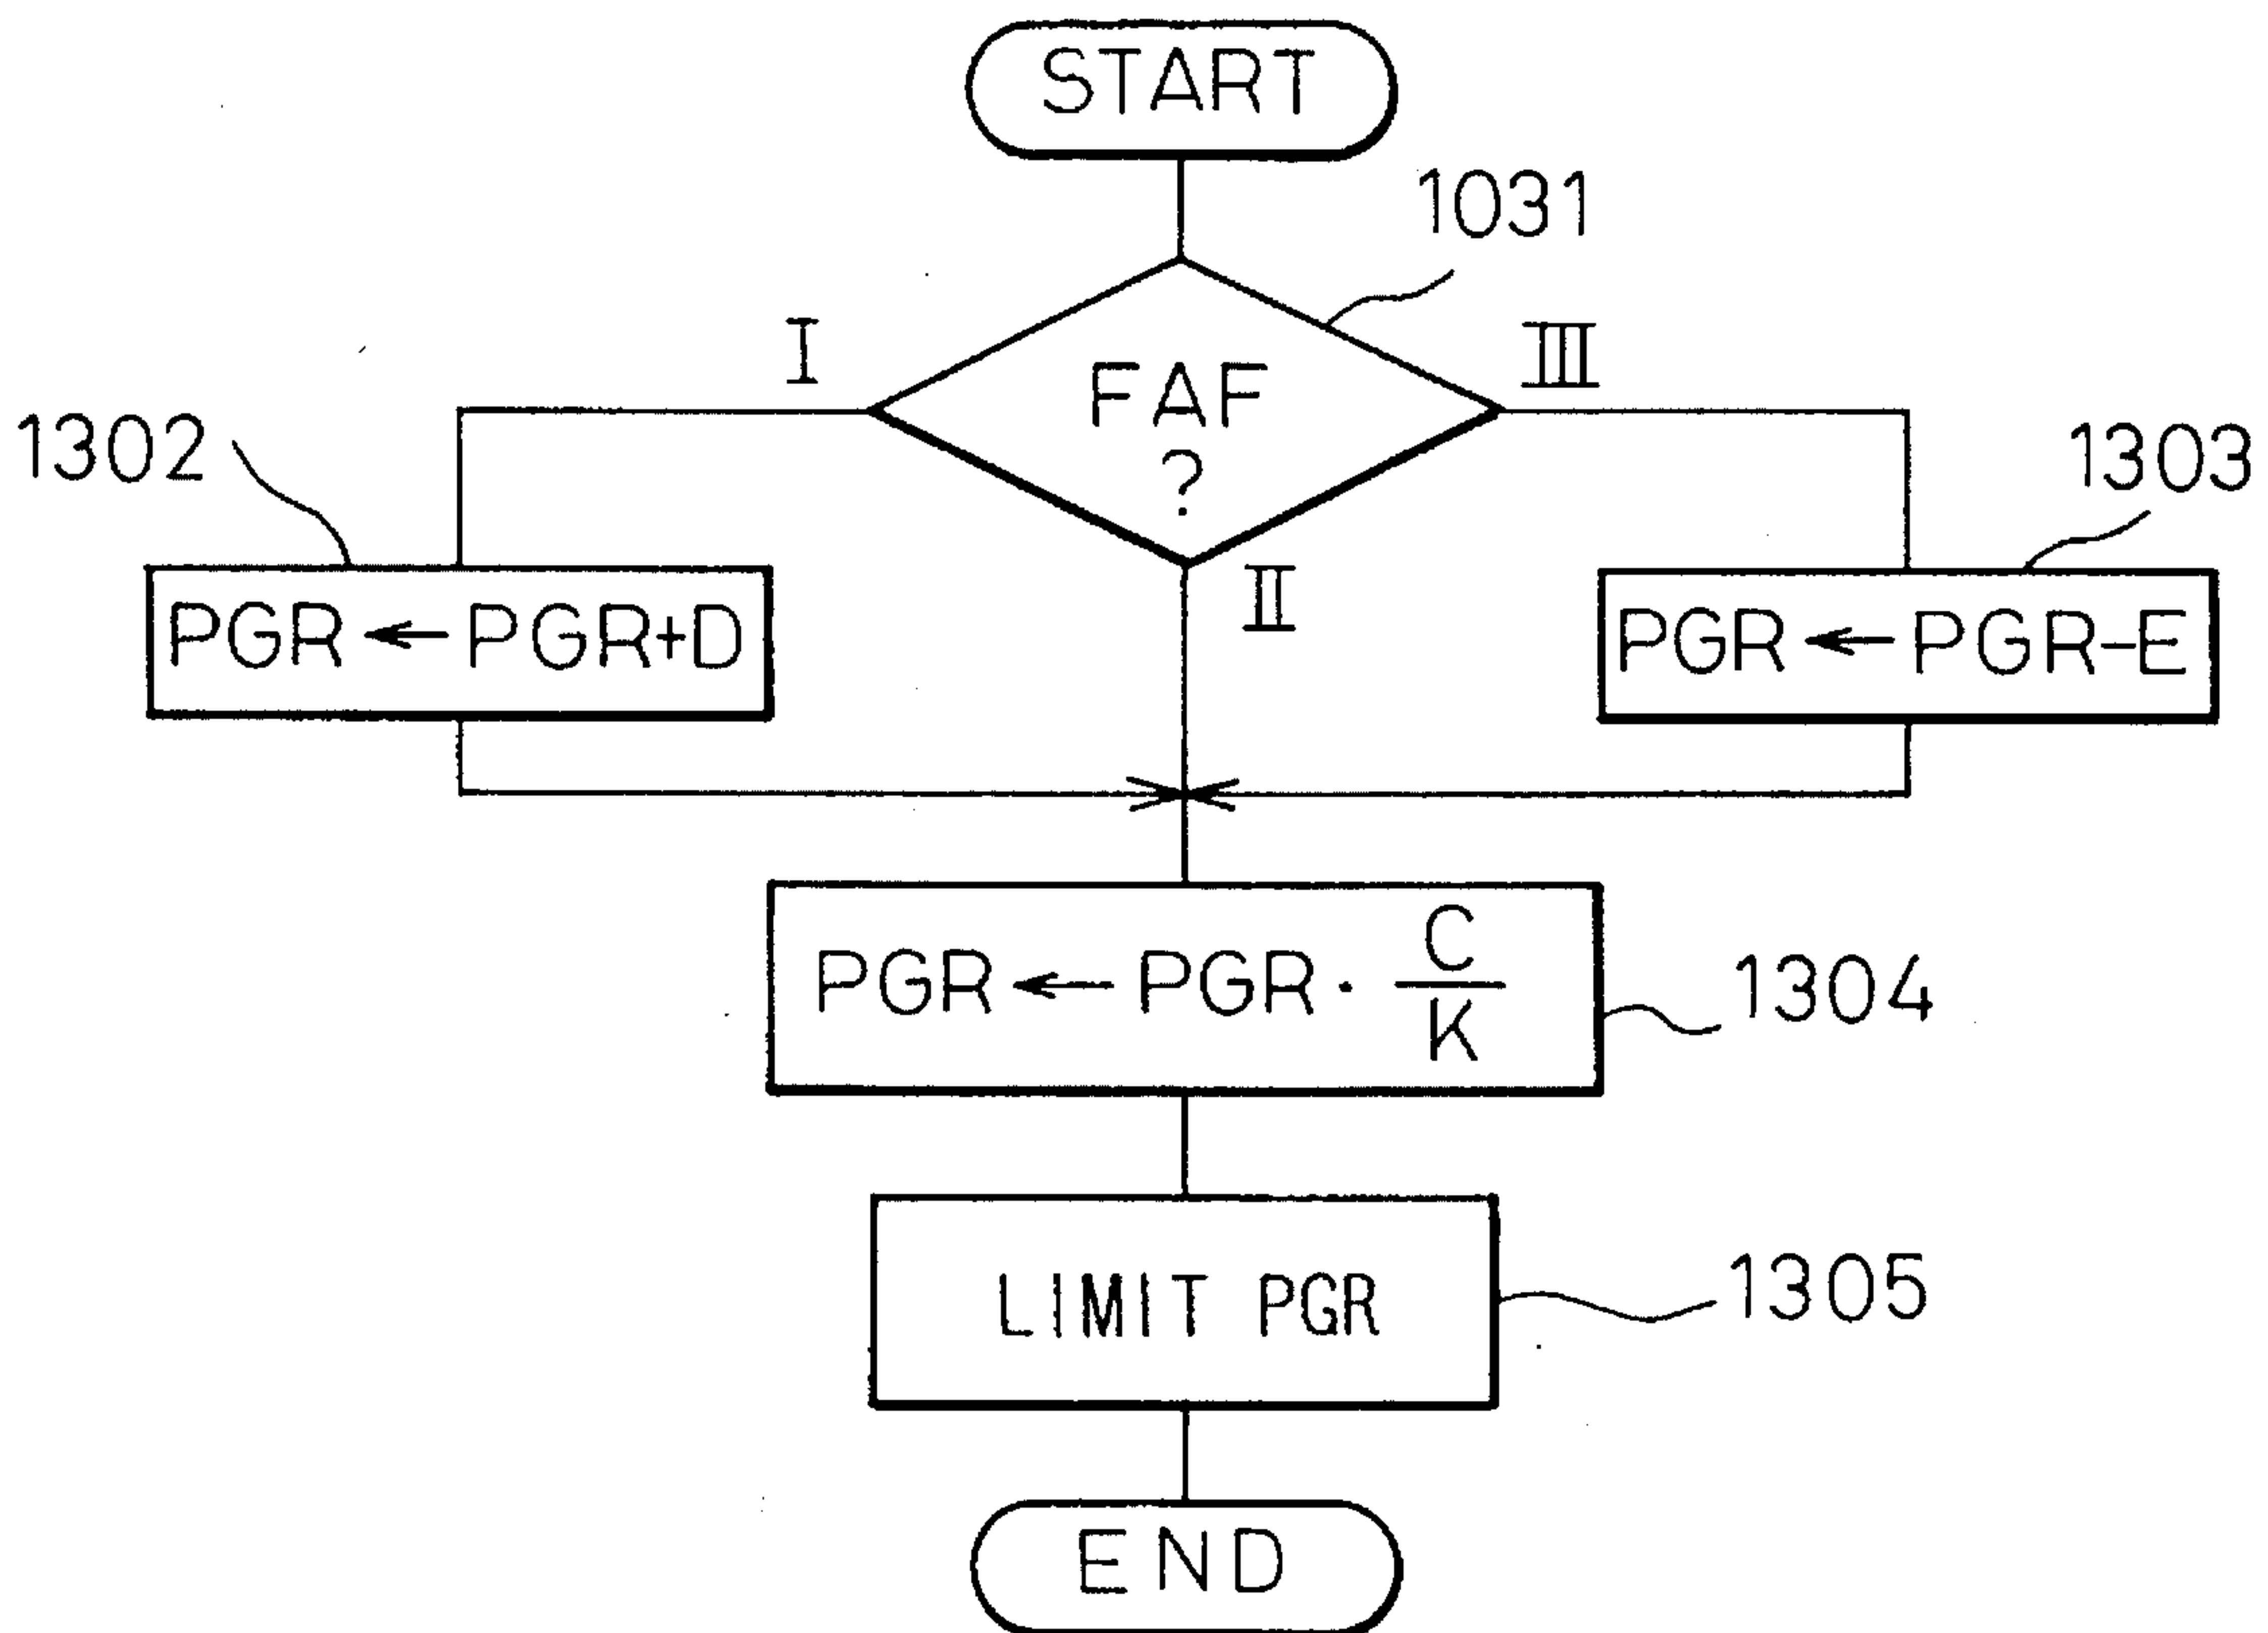 START
1031
I
III
FAF
?
1302
1303
II
PGR ← PGR+D
PGR ← PGR−E
PGR ← PGR · C/K
1304
LIMIT PGR
1305
END